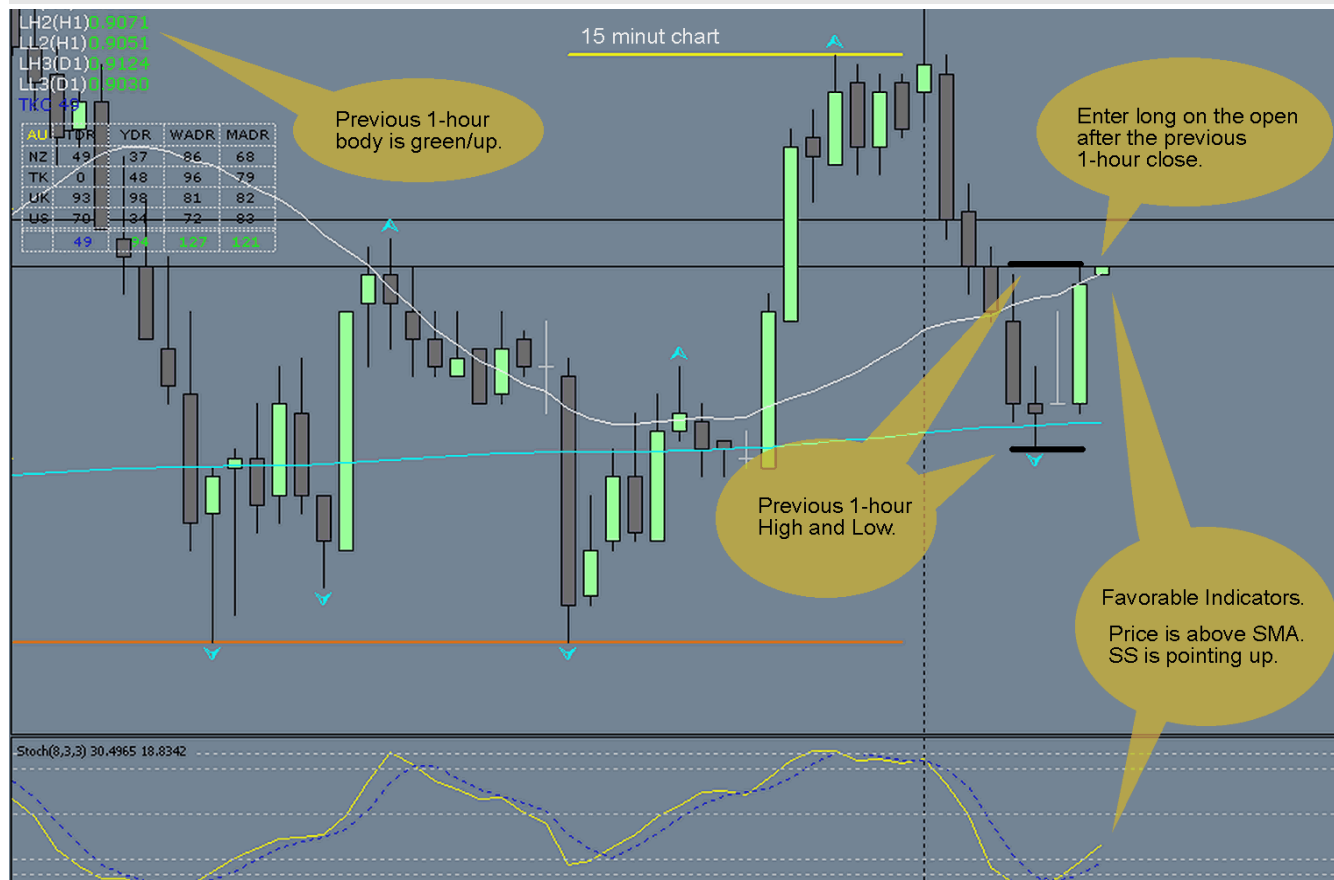 LH2(H1)0.9071
LL2(H1)0.9051
LH3(D1)0.9124
LL3(D1)0.9030
TKC 49
15 minut chart
Previous 1-hour
body is green/up.
Enter long on the open
after the previous
1-hour close.
AU TDR YDR WADR MADR
NZ 49 37 86 68
TK 0 48 96 79
UK 93 98 81 82
US 70 34 72 83
49 94 127 121
Previous 1-hour
High and Low.
Favorable Indicators.
Price is above SMA.
SS is pointing up.
Stoch(8,3,3) 30.4965 18.8342